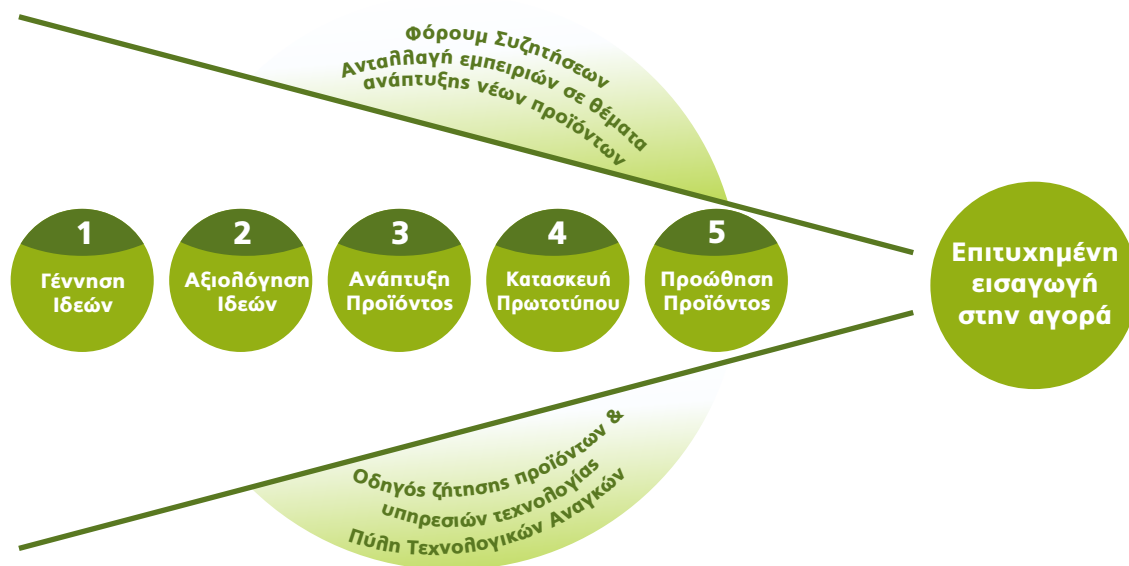 Φόρουμ Συζητήσεων
Ανταλλαγή εμπειριών σε θέματα
ανάπτυξης νέων προϊόντων
1
Γέννηση
Ιδεών
2
Αξιολόγηση
Ιδεών
3
Ανάπτυξη
Προϊόντος
4
Κατασκευή
Πρωτοτύπου
5
Προώθηση
Προϊόντος
Επιτυχημένη
εισαγωγή
στην αγορά
Οδηγός ζήτησης προϊόντων &
υπηρεσιών τεχνολογίας
Πύλη Τεχνολογικών Αναγκών